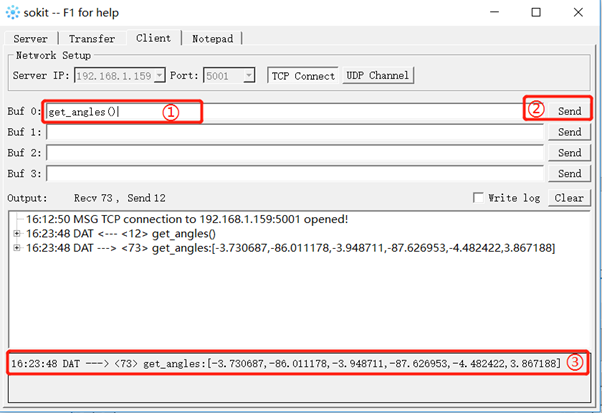 sokit -- F1 for help
Server Transfer Client Notepad
Network Setup
Server IP: 192.168.1.159 Port: 5001 TCP Connect UDP Channel
Buf 0: get_angles() ① ② Send
Buf 1: Send
Buf 2: Send
Buf 3: Send
Output: Recv 73 , Send 12 Write log Clear
16:12:50 MSG TCP connection to 192.168.1.159:5001 opened!
16:23:48 DAT <--- <12> get_angles()
16:23:48 DAT ---> <73> get_angles:[-3.730687,-86.011178,-3.948711,-87.626953,-4.482422,3.867188]
16:23:48 DAT ---> <73> get_angles:[-3.730687,-86.011178,-3.948711,-87.626953,-4.482422,3.867188] ③